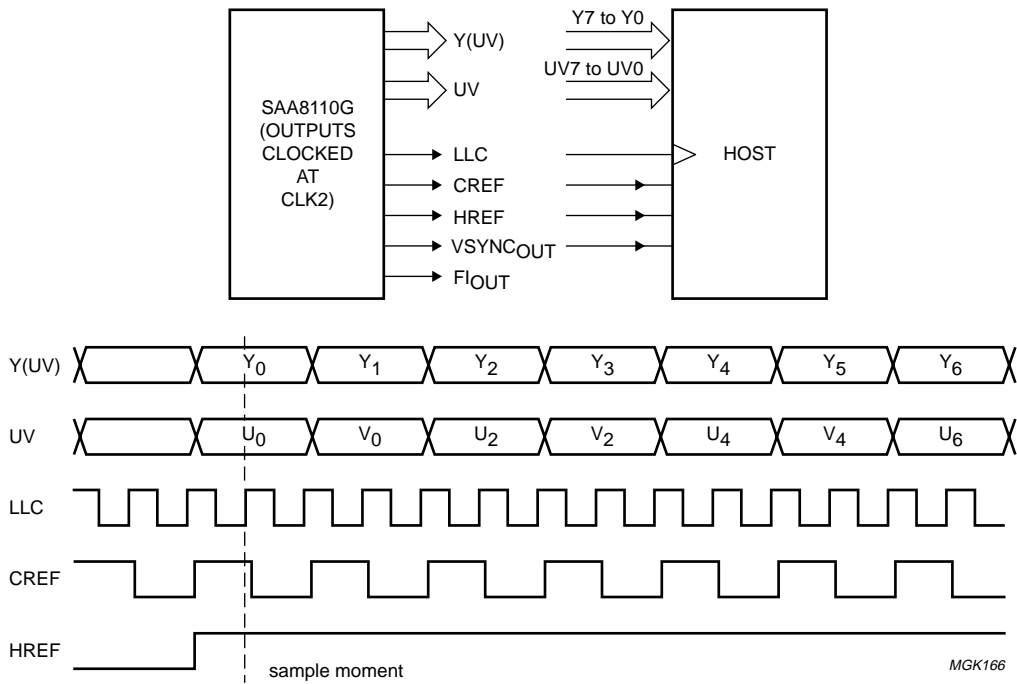 SAA8110G
(OUTPUTS
CLOCKED
AT
CLK2)
Y(UV)
UV
LLC
CREF
HREF
VSYNCOUT
FIOUT
Y7 to Y0
UV7 to UV0
HOST
Y(UV) Y0 Y1 Y2 Y3 Y4 Y5 Y6
UV U0 V0 U2 V2 U4 V4 U6
LLC
CREF
HREF
sample moment
MGK166